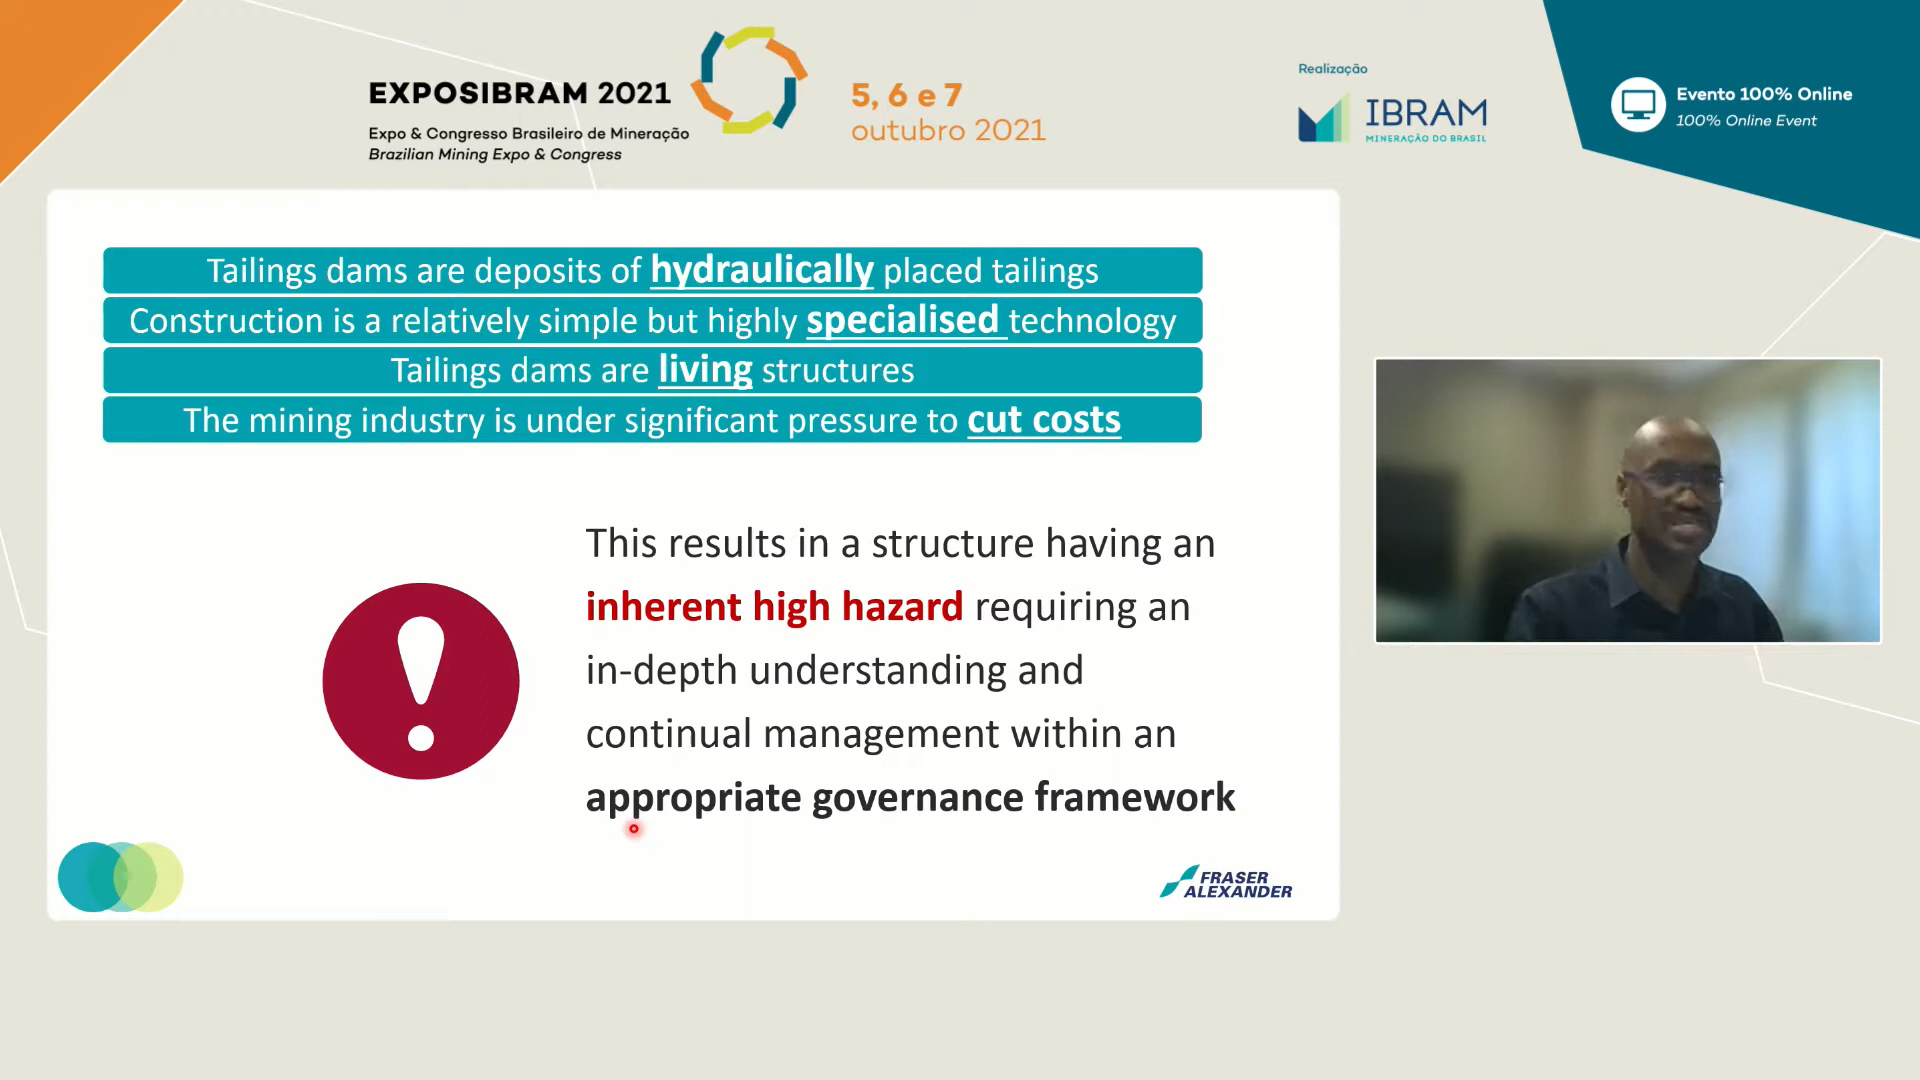 EXPOSIBRAM 2021
Expo & Congresso Brasileiro de Mineração
Brazilian Mining Expo & Congress
5, 6 e 7
outubro 2021
Realização
IBRAM
MINERAÇÃO DO BRASIL
Evento 100% Online
100% Online Event
Tailings dams are deposits of hydraulically placed tailings
Construction is a relatively simple but highly specialised technology
Tailings dams are living structures
The mining industry is under significant pressure to cut costs
This results in a structure having an
inherent high hazard requiring an
in-depth understanding and
continual management within an
appropriate governance framework
FRASER
ALEXANDER